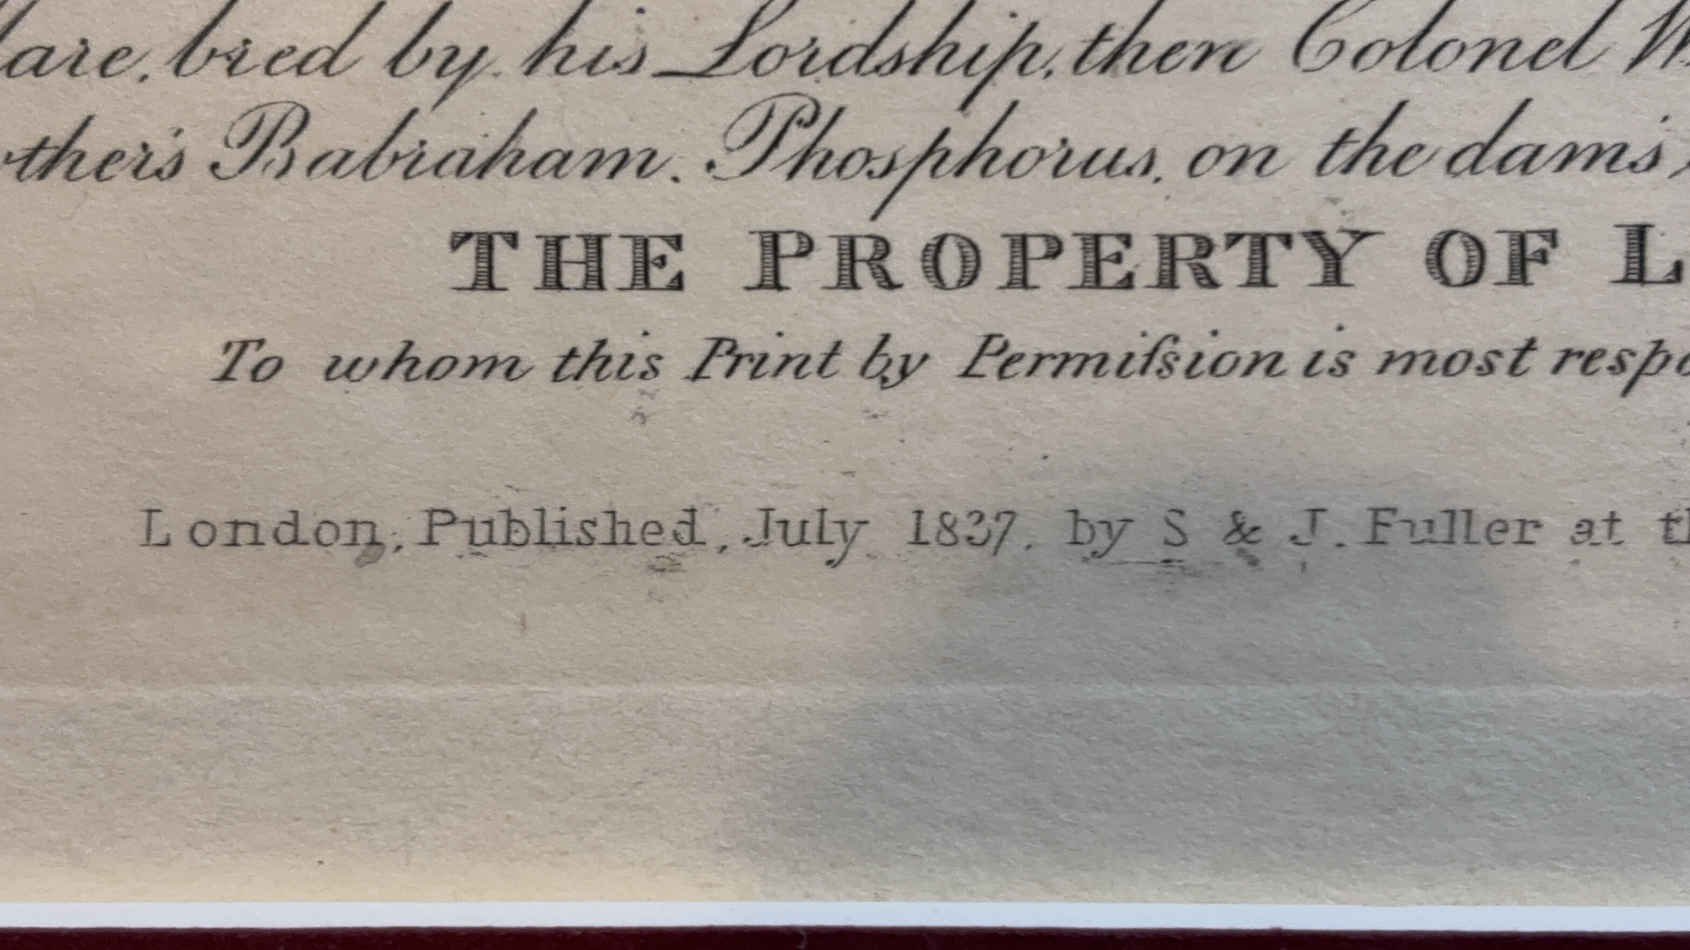 are, bred by his Lordship, then Colonel W
thers Babraham. Phosphorus, on the dams
THE PROPERTY OF L
To whom this Print by Permiſsion is most resp
London, Published, July 1837, by S & J. Fuller at t